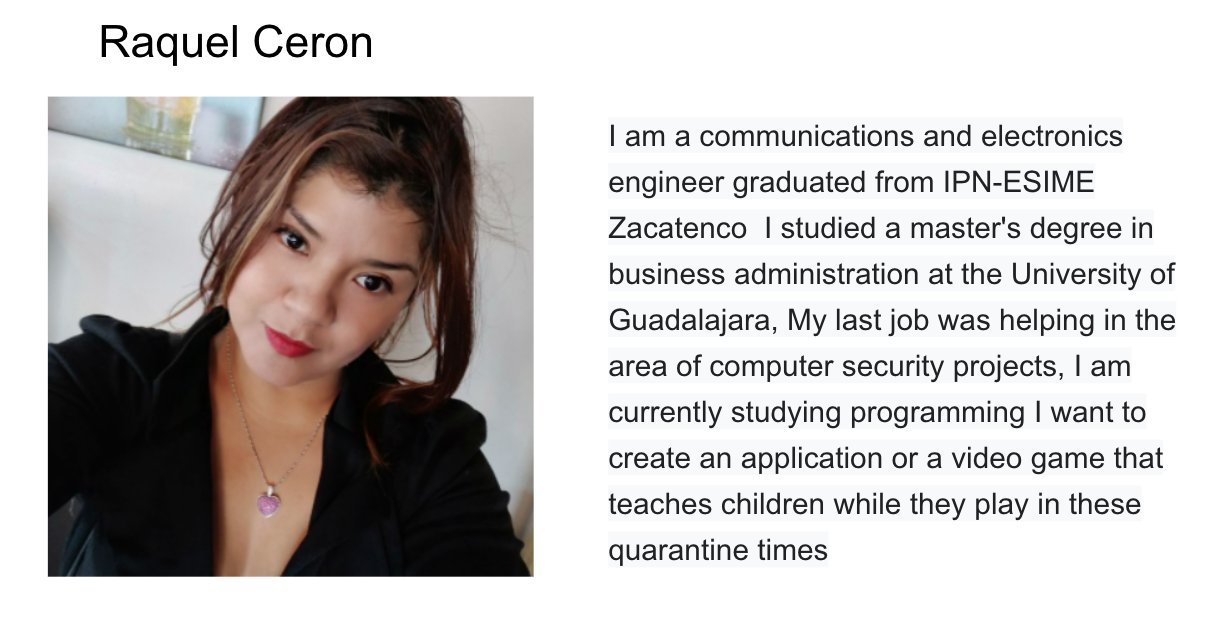 Raquel Ceron
I am a communications and electronics
engineer graduated from IPN-ESIME
Zacatenco  I studied a master's degree in
business administration at the University of
Guadalajara, My last job was helping in the
area of computer security projects, I am
currently studying programming I want to
create an application or a video game that
teaches children while they play in these
quarantine times